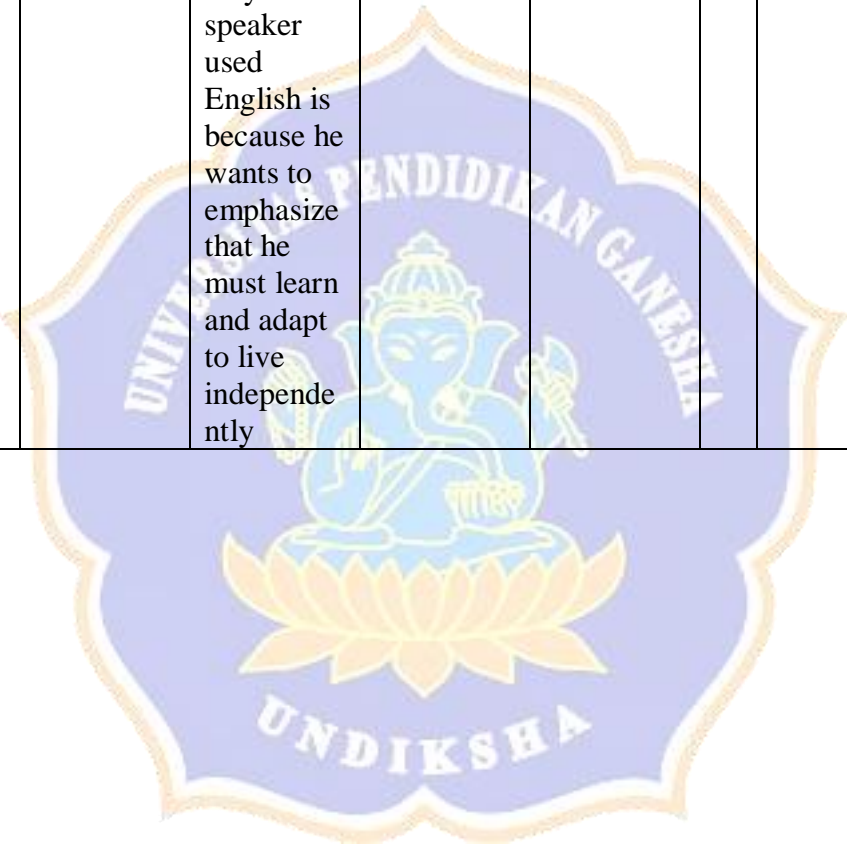 speaker
used
English is
because he
wants to
emphasize
that he
must learn
and adapt
to live
independe
ntly
UNIVERSITAS PENDIDIKAN GANESHA
UNDIKSHA